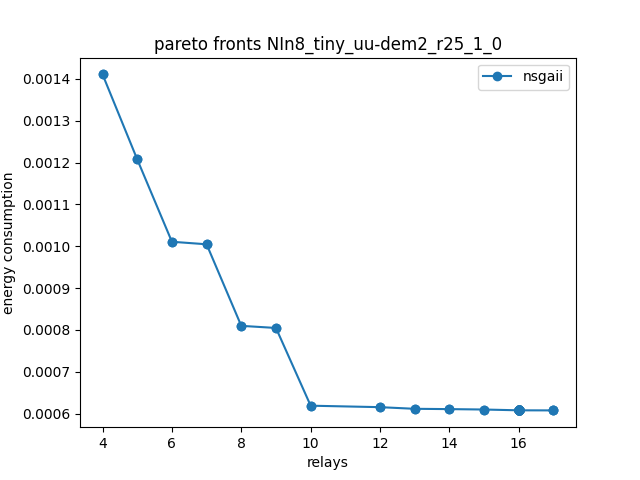 pareto fronts NIn8_tiny_uu-dem2_r25_1_0
nsgaii
0.0014
0.0013
0.0012
0.0011
0.0010
0.0009
0.0008
0.0007
0.0006
energy consumption
4 6 8 10 12 14 16
relays